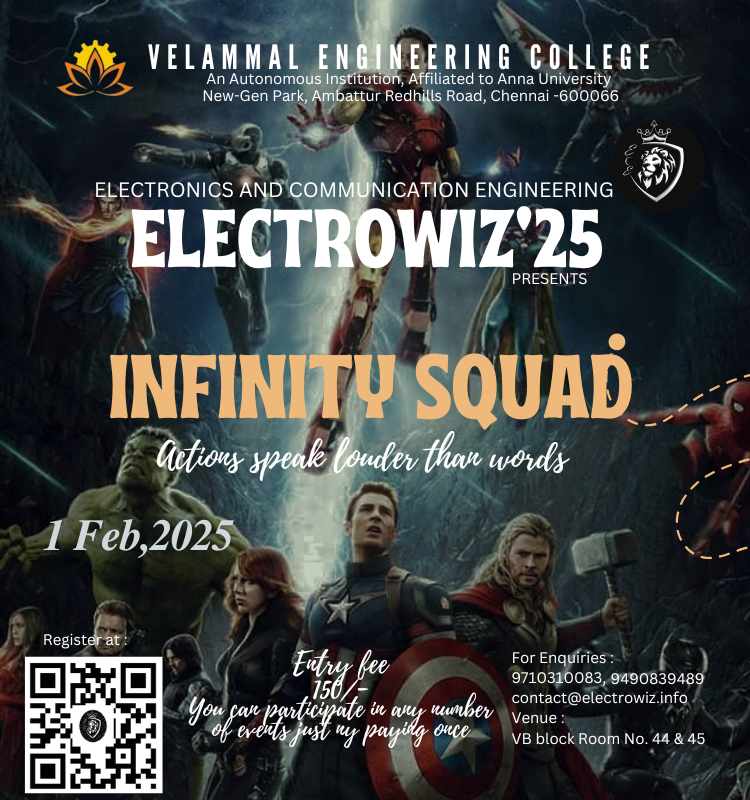 VELAMMAL ENGINEERING COLLEGE
An Autonomous Institution, Affiliated to Anna University
New-Gen Park, Ambattur Redhills Road, Chennai -600066
ELECTRONICS AND COMMUNICATION ENGINEERING
ELECTROWIZ'25
PRESENTS
INFINITY SQUAD
Actions speak louder than words
1 Feb,2025
Register at :
Entry fee
150/-
You can participate in any number
of events just ny paying once
For Enquiries :
9710310083, 9490839489
contact@electrowiz.info
Venue :
VB block Room No. 44 & 45